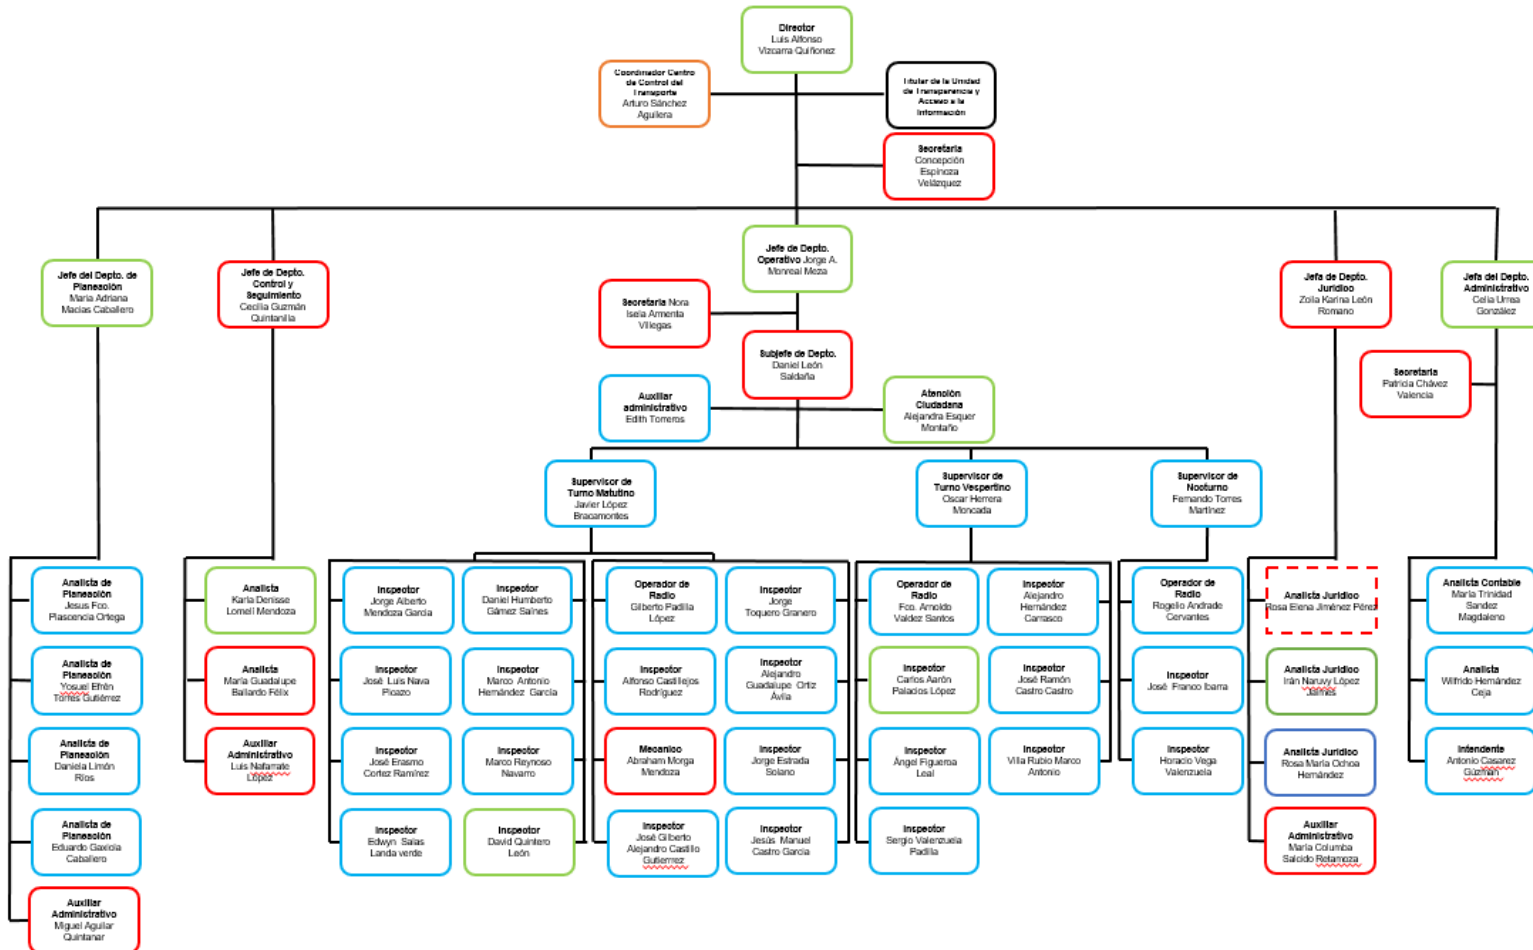 Director
Luis Alfonso
Vizcarra Quiñonez
Coordinador Centro
de Control del
Transporte
Arturo Sánchez
Aguilera
Titular de la Unidad
de Transparencia y
Acceso a la
Información
Secretaria
Concepción
Espinoza
Velázquez
Jefe del Depto. de
Planeación
Maria Adriana
Macias Caballero
Jefe de Depto.
Control y
Seguimiento
Cecilia Guzmán
Quintanilla
Jefe de Depto.
Operativo Jorge A.
Monreal Meza
Jefa de Depto.
Jurídico
Zoila Karina León
Romano
Jefa del Depto.
Administrativo
Celia Urrea
González
Secretaria Nora
Isela Armenta
Villegas
Subjefe de Depto.
Daniel León
Saldaña
Secretaria
Patricia Chávez
Valencia
Auxiliar
administrativo
Edith Torreros
Atención
Ciudadana
Alejandra Esquer
Montaño
Supervisor de
Turno Matutino
Javier López
Bracamontes
Supervisor de
Turno Vespertino
Oscar Herrera
Moncada
Supervisor de
Nocturno
Fernando Torres
Martínez
Analista de
Planeación
Jesus Fco.
Plascencia Ortega
Analista
Karla Denisse
Lomelí Mendoza
Inspector
Jorge Alberto
Mendoza Garcia
Inspector
Daniel Humberto
Gámez Saínes
Operador de
Radio
Gilberto Padilla
López
Inspector
Jorge
Toquero Granero
Operador de
Radio
Fco. Arnoldo
Valdez Santos
Inspector
Alejandro
Hernández
Carrasco
Operador de
Radio
Rogelio Andrade
Cervantes
Analista Jurídico
Rosa Elena Jiménez Pérez
Analista Contable
María Trinidad
Sandez
Magdaleno
Analista de
Planeación
Yosuel Efrén
Torres Gutiérrez
Analista
María Guadalupe
Ballardo Félix
Inspector
José Luis Nava
Picazo
Inspector
Marco Antonio
Hernández García
Inspector
Alfonso Castillejos
Rodríguez
Inspector
Alejandro
Guadalupe Ortiz
Ávila
Inspector
Carlos Aarón
Palacios López
Inspector
José Ramón
Castro Castro
Inspector
José Franco Ibarra
Analista Jurídico
Irán Naruvy López
Jaimes
Analista
Wilfrido Hernández
Ceja
Analista de
Planeación
Daniela Limón
Ríos
Auxiliar
Administrativo
Luis Nafarrate
López
Inspector
José Erasmo
Cortez Ramírez
Inspector
Marco Reynoso
Navarro
Mecanico
Abraham Morga
Mendoza
Inspector
Jorge Estrada
Solano
Inspector
Ángel Figueroa
Leal
Inspector
Villa Rubio Marco
Antonio
Inspector
Horacio Vega
Valenzuela
Analista Jurídico
Rosa María Ochoa
Hernández
Intendente
Antonio Casarez
Guzmán
Analista de
Planeación
Eduardo Gaxiola
Caballero
Inspector
Edwyn Salas
Landa verde
Inspector
David Quintero
León
Inspector
José Gilberto
Alejandro Castillo
Gutierrrez
Inspector
Jesús Manuel
Castro Garcia
Inspector
Sergio Valenzuela
Padilla
Auxiliar
Administrativo
María Columba
Salcido Retamoza
Auxiliar
Administrativo
Miguel Aguilar
Quintanar